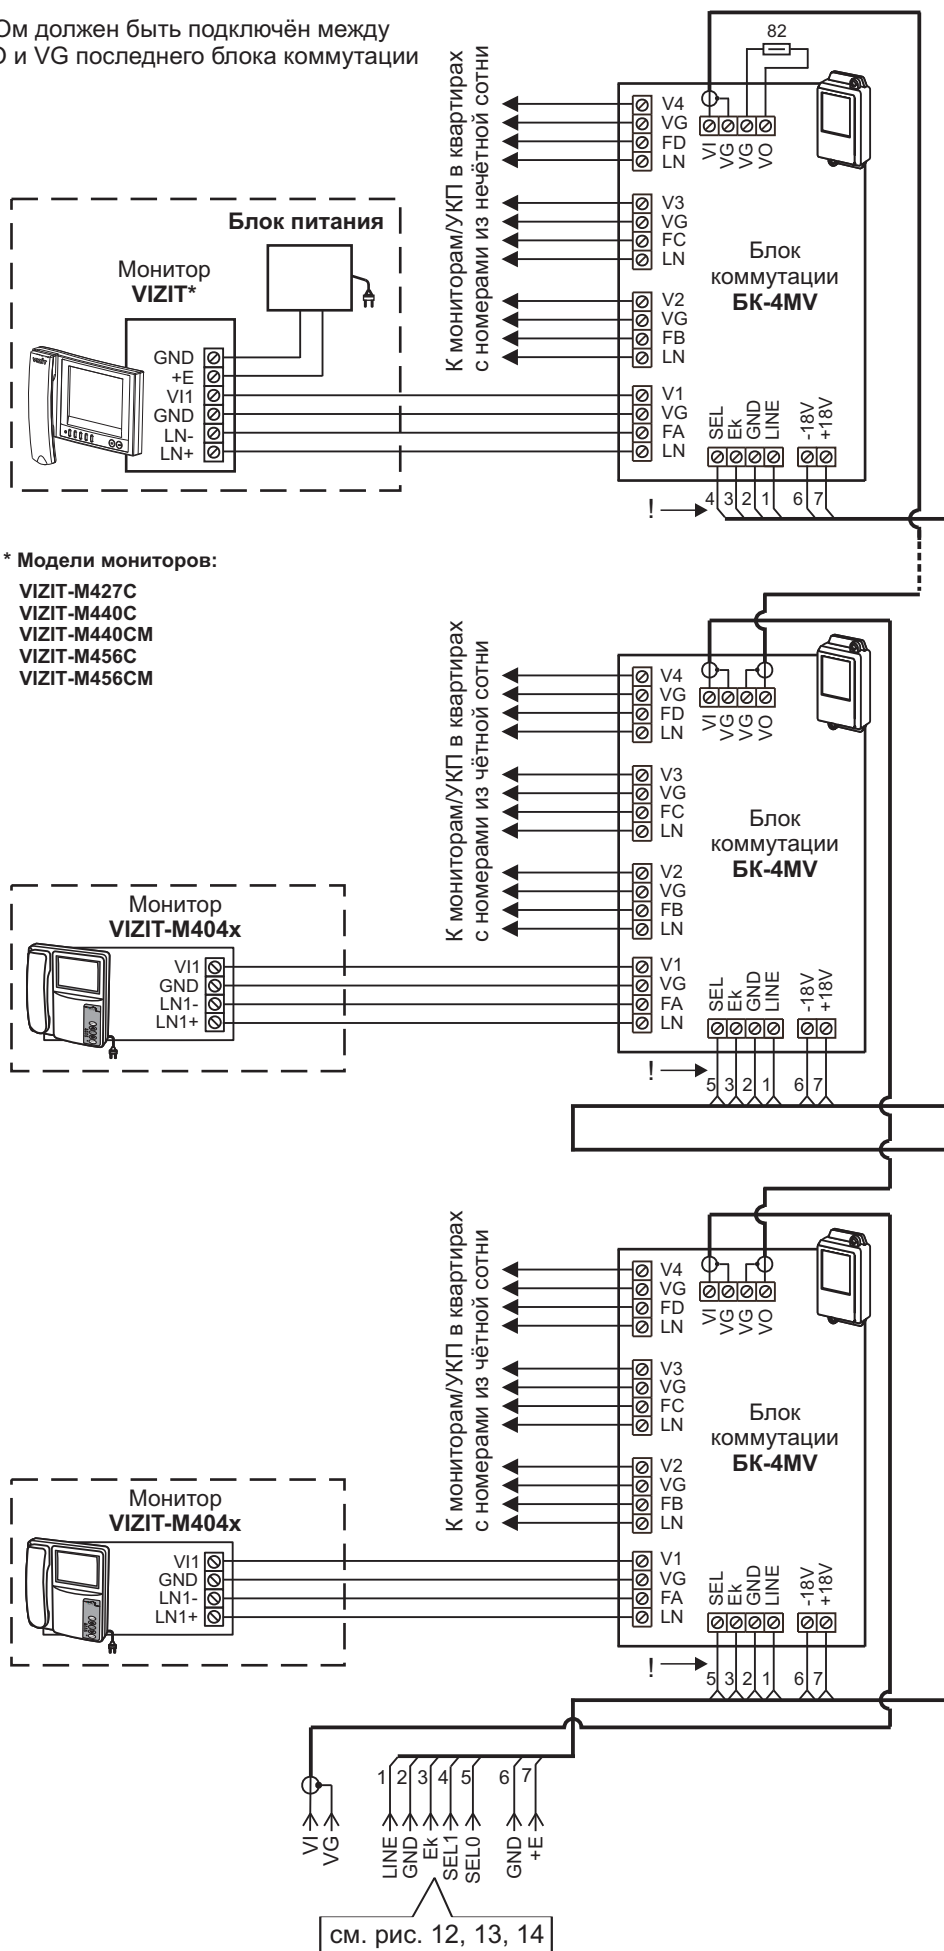 Ом должен быть подключён между
и VG последнего блока коммутации
82
К мониторам/УКП в квартирах
с номерами из нечётной сотни
V4
VG
FD
LN
VI
VG
VG
VO
V3
VG
FC
LN
V2
VG
FB
LN
V1
VG
FA
LN
Блок
коммутации
БК-4MV
SEL
Ek
GND
LINE
-18V
+18V
! 4 3 2 1 6 7
Блок питания
Монитор
VIZIT*
GND
+E
VI1
GND
LN-
LN+
* Модели мониторов:
VIZIT-M427C
VIZIT-M440C
VIZIT-M440CM
VIZIT-M456C
VIZIT-M456CM
К мониторам/УКП в квартирах
с номерами из чётной сотни
V4
VG
FD
LN
VI
VG
VG
VO
V3
VG
FC
LN
V2
VG
FB
LN
V1
VG
FA
LN
Блок
коммутации
БК-4MV
SEL
Ek
GND
LINE
-18V
+18V
! 5 3 2 1 6 7
Монитор
VIZIT-M404x
VI1
GND
LN1-
LN1+
К мониторам/УКП в квартирах
с номерами из чётной сотни
V4
VG
FD
LN
VI
VG
VG
VO
V3
VG
FC
LN
V2
VG
FB
LN
V1
VG
FA
LN
Блок
коммутации
БК-4MV
SEL
Ek
GND
LINE
-18V
+18V
! 5 3 2 1 6 7
Монитор
VIZIT-M404x
VI1
GND
LN1-
LN1+
1 2 3 4 5 6 7
VI
VG
LINE
GND
Ek
SEL1
SEL0
GND
+E
см. рис. 12, 13, 14